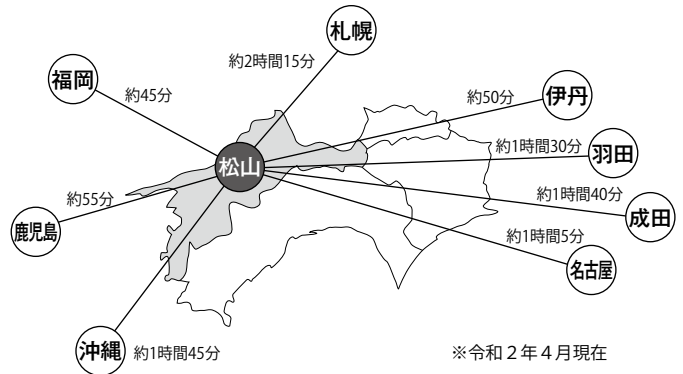 札幌
約2時間15分
福岡
約45分
約50分
伊丹
松山
約1時間30分
羽田
約55分
約1時間40分
成田
鹿児島
約1時間5分
名古屋
沖縄
約1時間45分
※令和２年４月現在